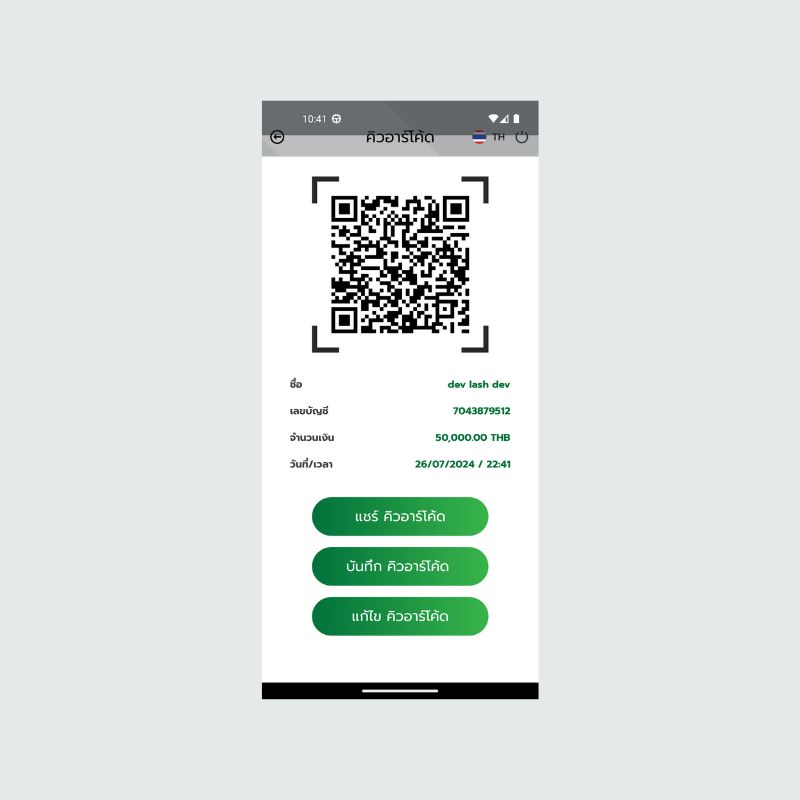 10:41
คิวอาร์โค้ด TH
ชื่อ dev lash dev
เลขบัญชี 7043879512
จำนวนเงิน 50,000.00 THB
วันที่/เวลา 26/07/2024 / 22:41
แชร์ คิวอาร์โค้ด
บันทึก คิวอาร์โค้ด
แก้ไข คิวอาร์โค้ด